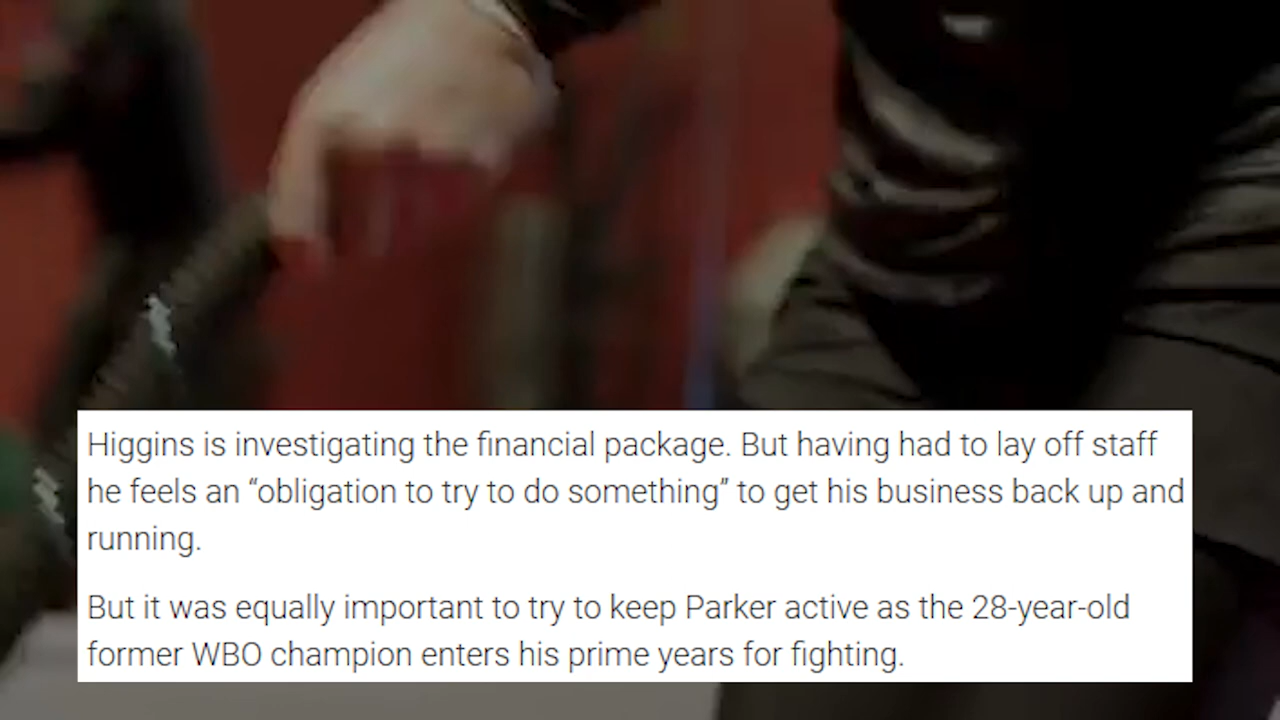 Higgins is investigating the financial package. But having had to lay off staff
he feels an “obligation to try to do something” to get his business back up and
running.
But it was equally important to try to keep Parker active as the 28-year-old
former WBO champion enters his prime years for fighting.